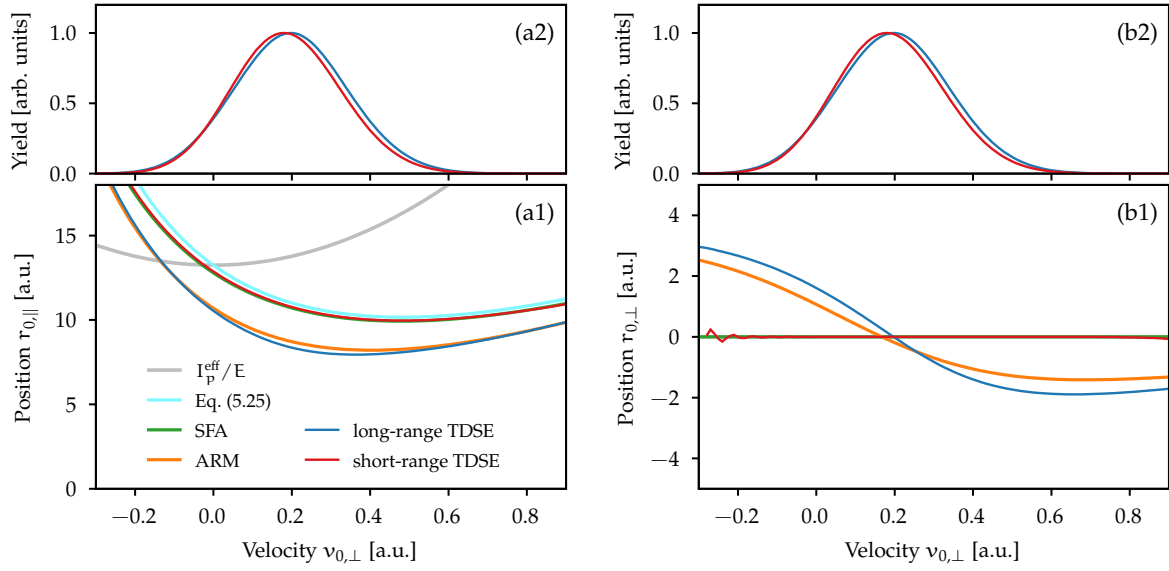 (a2)
Yield [arb. units]
1.0
0.5
0.0
(a1)
Position r₀,∥ [a.u.]
15
10
5
0
I_p^eff/E
Eq. (5.25)
SFA
ARM
long-range TDSE
short-range TDSE
−0.2 0.0 0.2 0.4 0.6 0.8
Velocity v₀,⊥ [a.u.]
(b2)
Yield [arb. units]
1.0
0.5
0.0
(b1)
Position r₀,⊥ [a.u.]
4
2
0
−2
−4
−0.2 0.0 0.2 0.4 0.6 0.8
Velocity v₀,⊥ [a.u.]